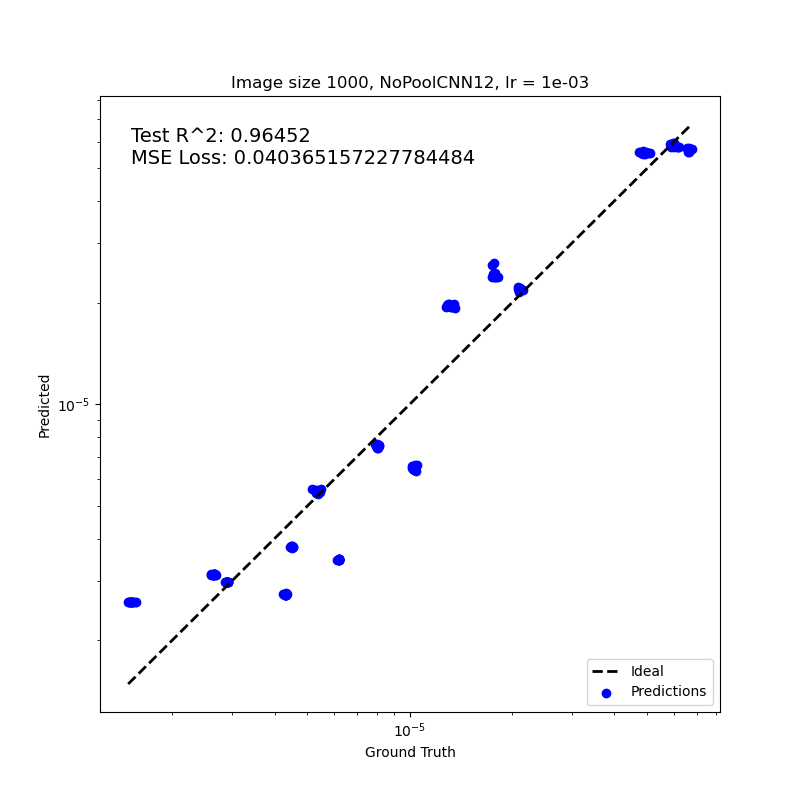 Image size 1000, NoPoolCNN12, lr = 1e-03
Test R^2: 0.96452
MSE Loss: 0.040365157227784484
Predicted
10⁻⁵
Ideal
Predictions
10⁻⁵
Ground Truth